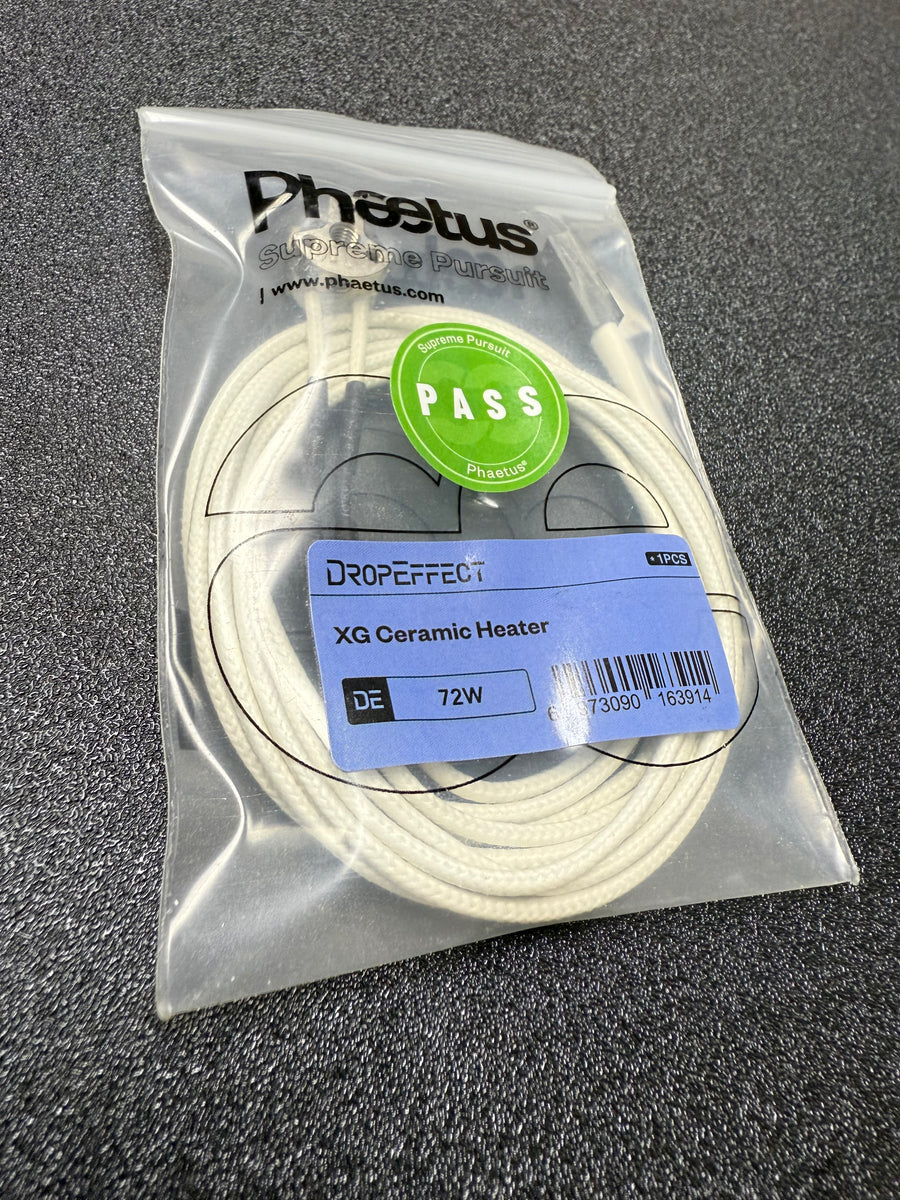 Phaetus®
Supreme Pursuit
| www.phaetus.com
Supreme Pursuit
PASS
Phaetus®
DROPEFFECT
• 1PCS
XG Ceramic Heater
DE
72W
163914